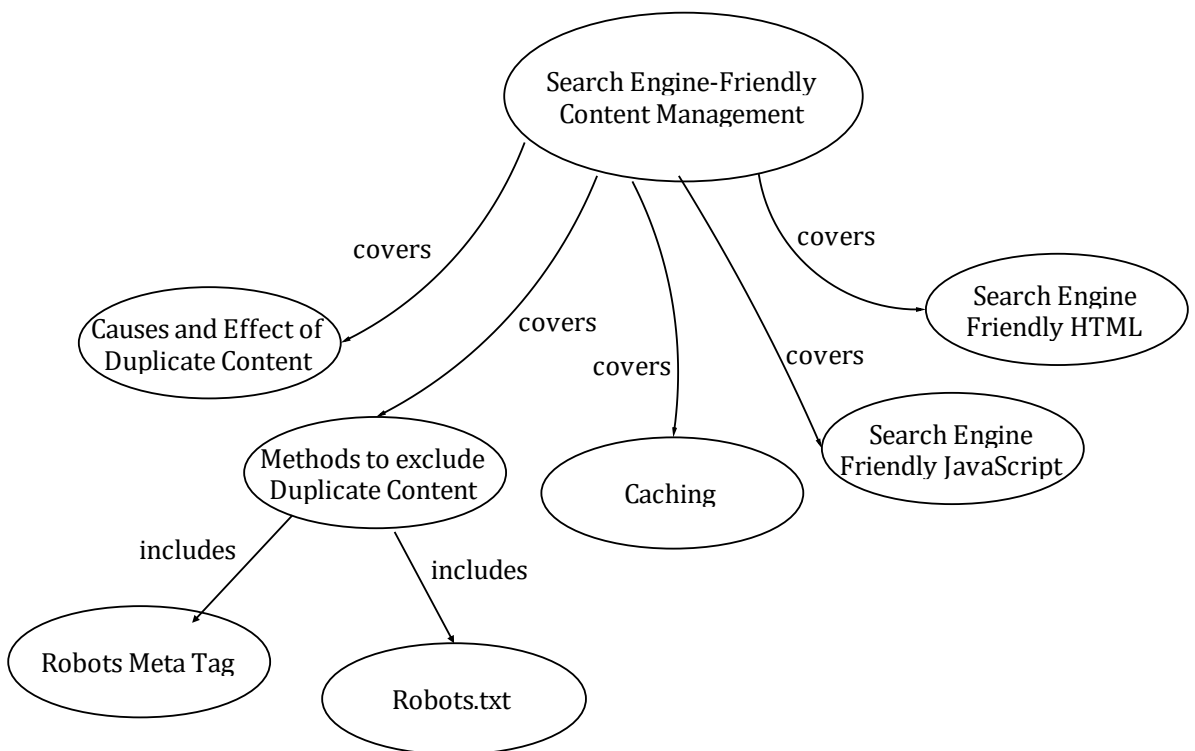 Search Engine-Friendly
Content Management
covers
covers
covers
covers
covers
Causes and Effect of
Duplicate Content
Search Engine
Friendly HTML
Methods to exclude
Duplicate Content
Caching
Search Engine
Friendly JavaScript
includes
includes
Robots Meta Tag
Robots.txt